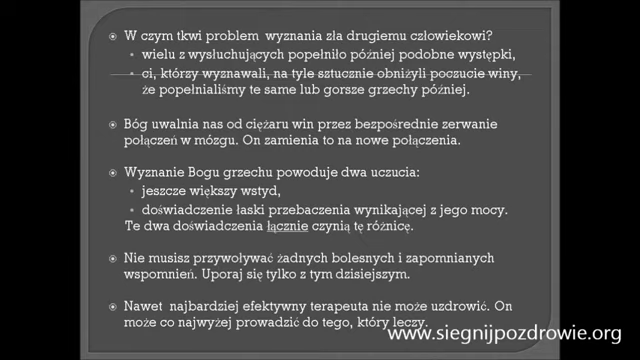 W czym tkwi problem wyznania zła drugiemu człowiekowi?
wielu z wysłuchujących popełniło później podobne występki,
ci, którzy wyznawali, na tyle sztucznie obniżyli poczucie winy,
że popełnialiśmy te same lub gorsze grzechy później.
Bóg uwalnia nas od ciężaru win przez bezpośrednie zerwanie
połączeń w mózgu. On zamienia to na nowe połączenia.
Wyznanie Bogu grzechu powoduje dwa uczucia:
jeszcze większy wstyd,
doświadczenie łaski przebaczenia wynikającej z jego mocy.
Te dwa doświadczenia łącznie czynią tę różnicę.
Nie musisz przywoływać żadnych bolesnych i zapomnianych
wspomnień. Uporaj się tylko z tym dzisiejszym.
Nawet najbardziej efektywny terapeuta nie może uzdrowić. On
może co najwyżej prowadzić do tego, który leczy.
www.siegnijpozdrowie.org